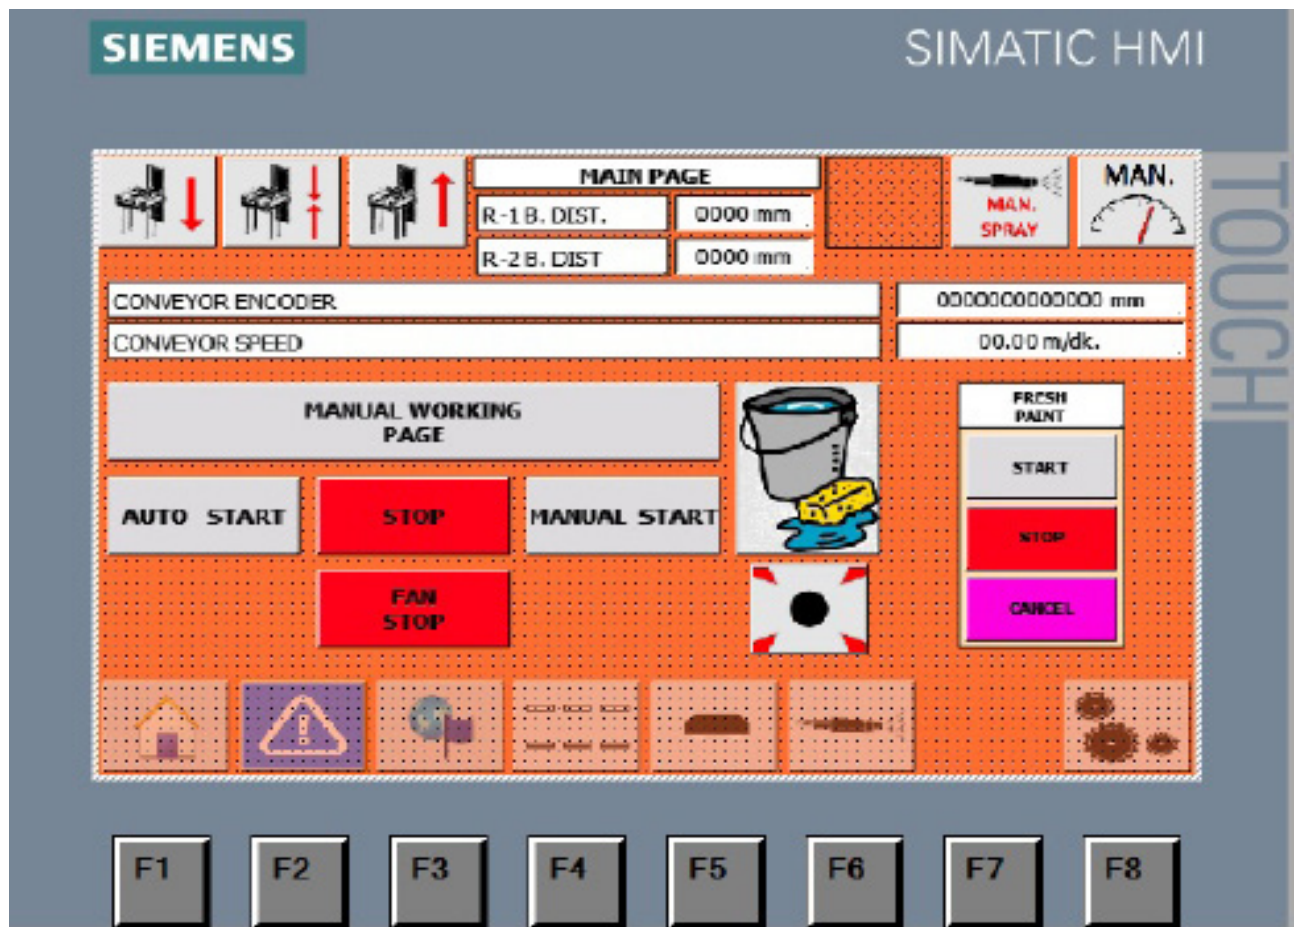 SIEMENS
SIMATIC HMI
TOUCH
MAIN PAGE
MAN.
R-1 B. DIST.
0000 mm
MAN.
SPRAY
R-2 B. DIST
0000 mm
CONVEYOR ENCODER
0000000000000 mm
CONVEYOR SPEED
00.00 m/dk.
MANUAL WORKING
PAGE
FRESH
PAINT
START
AUTO START
STOP
MANUAL START
STOP
FAN
STOP
CANCEL
F1
F2
F3
F4
F5
F6
F7
F8